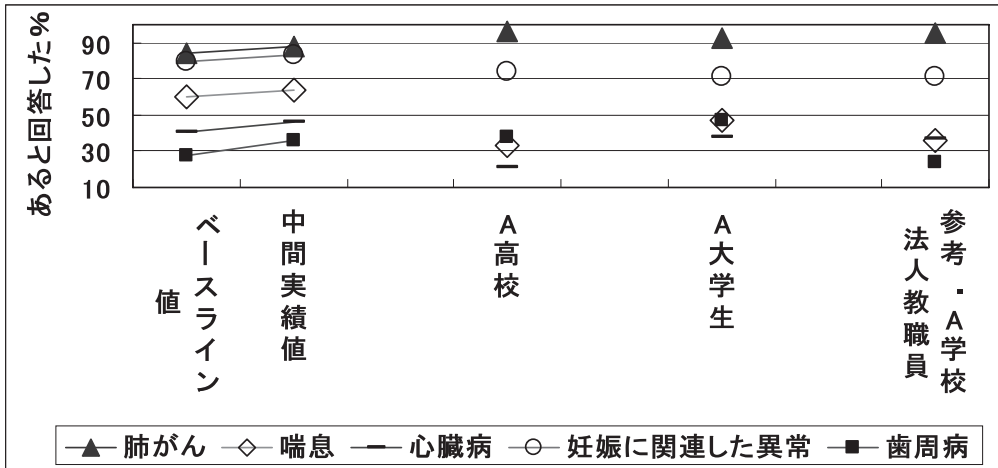 あると回答した%
90
70
50
30
10
ベースライン
値
中間実績値
A高校
A大学生
参考・A学校
法人教職員
肺がん 喘息 心臓病 妊娠に関連した異常 歯周病